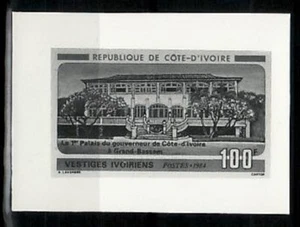 REPUBLIQUE DE CÔTE-D'IVOIRE
Le 1er Palais du gouverneur de Côte-d'Ivoire
à Grand-Bassam
100F
VESTIGES IVOIRIENS POSTES 1984